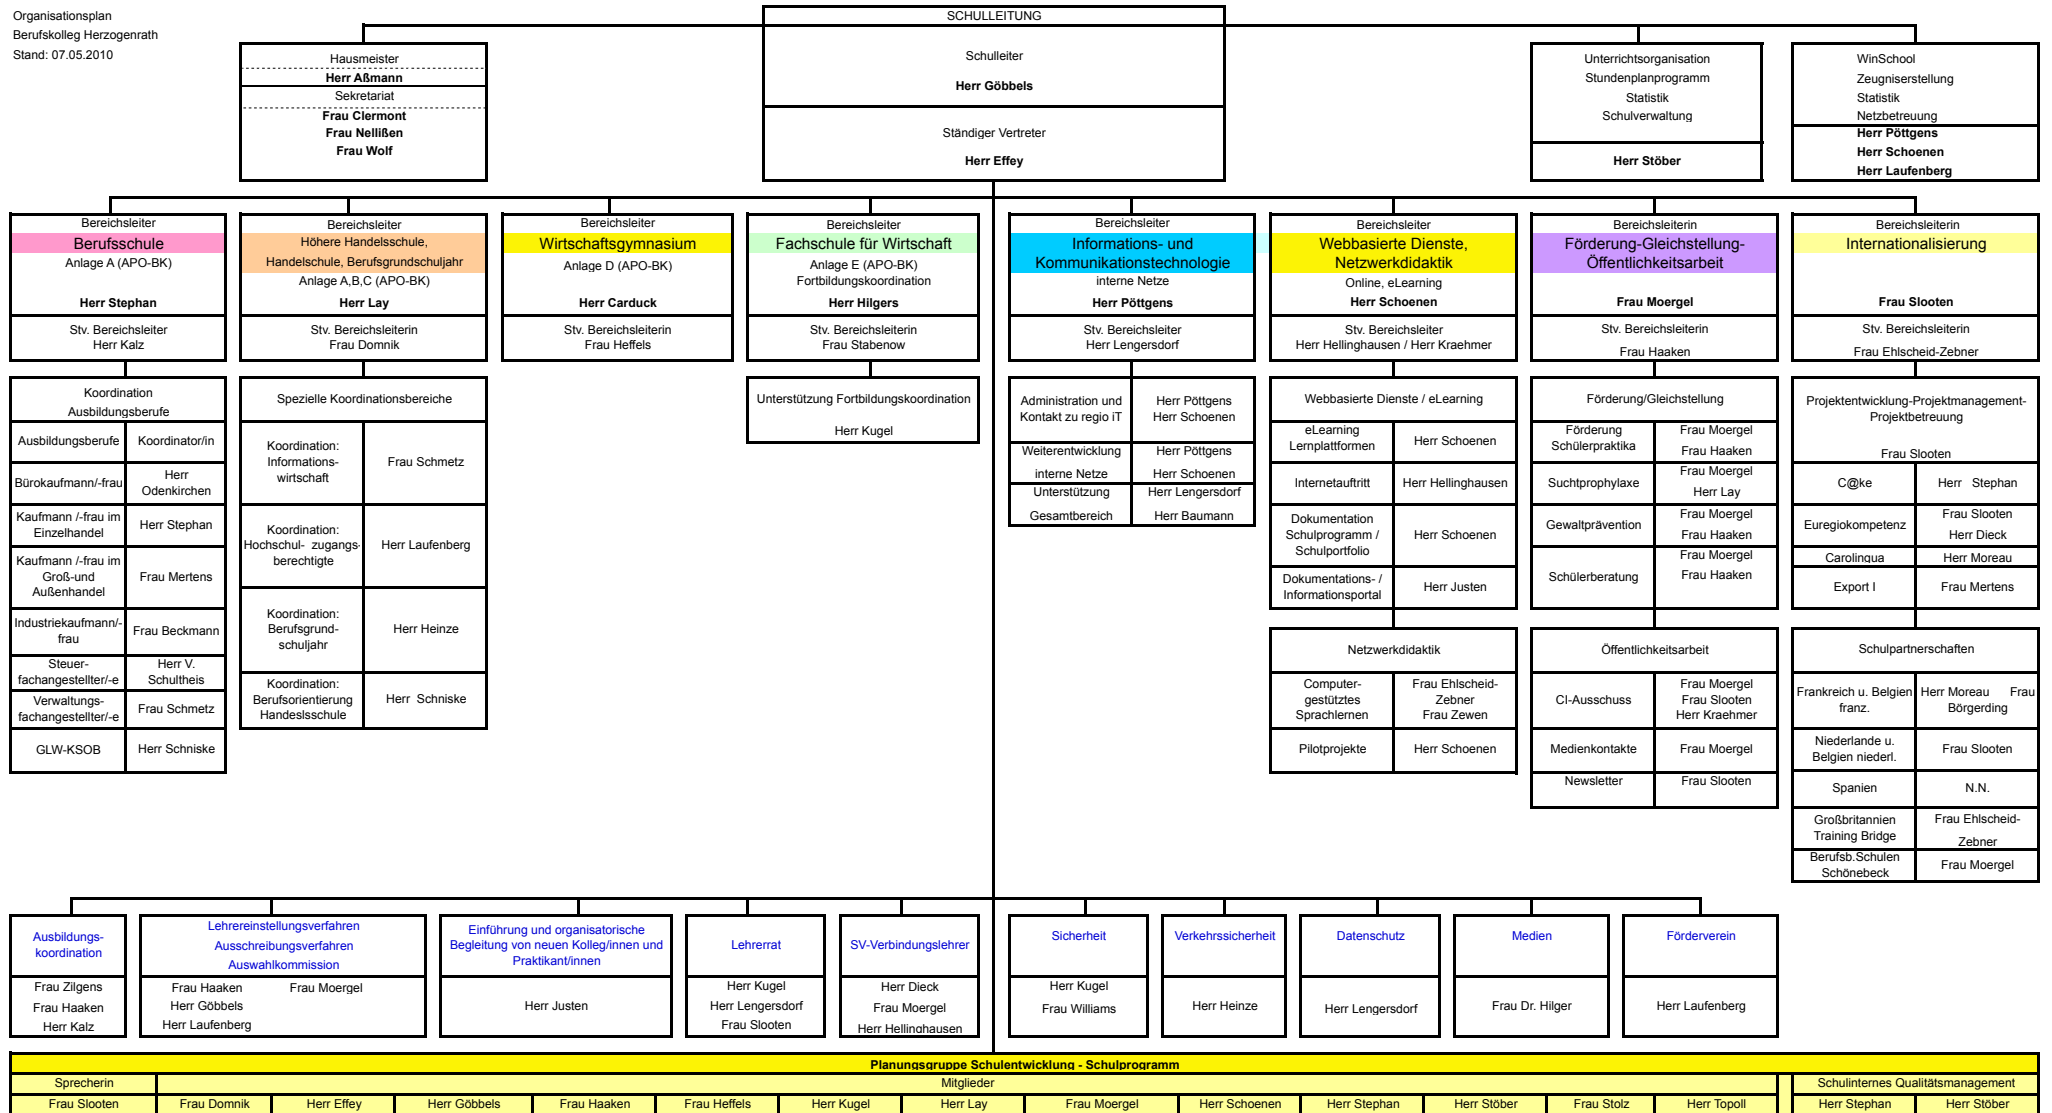 Organisationsplan
Berufskolleg Herzogenrath
Stand: 07.05.2010
SCHULLEITUNG
Schulleiter
Herr Göbbels
Ständiger Vertreter
Herr Effey
Hausmeister
Herr Aßmann
Sekretariat
Frau Clermont
Frau Nellißen
Frau Wolf
Unterrichtsorganisation
Stundenplanprogramm
Statistik
Schulverwaltung
Herr Stöber
WinSchool
Zeugniserstellung
Statistik
Netzbetreuung
Herr Pöttgens
Herr Schoenen
Herr Laufenberg
Bereichsleiter
Berufsschule
Anlage A (APO-BK)
Herr Stephan
Stv. Bereichsleiter
Herr Kalz
Koordination
Ausbildungsberufe
Ausbildungsberufe Koordinator/in
Bürokaufmann/-frau Herr
Odenkirchen
Kaufmann /-frau im
Einzelhandel
Herr Stephan
Kaufmann /-frau im
Groß-und
Außenhandel
Frau Mertens
Industriekaufmann/-
frau
Frau Beckmann
Steuer-
fachangestellter/-e
Herr V.
Schultheis
Verwaltungs-
fachangestellter/-e
Frau Schmetz
GLW-KSOB Herr Schniske
Bereichsleiter
Höhere Handelsschule,
Handelschule, Berufsgrundschuljahr
Anlage A,B,C (APO-BK)
Herr Lay
Stv. Bereichsleiterin
Frau Domnik
Spezielle Koordinationsbereiche
Koordination:
Informations-
wirtschaft
Frau Schmetz
Koordination:
Hochschul- zugangs-
berechtigte
Herr Laufenberg
Koordination:
Berufsgrund-
schuljahr
Herr Heinze
Koordination:
Berufsorientierung
Handeslsschule
Herr Schniske
Bereichsleiter
Wirtschaftsgymnasium
Anlage D (APO-BK)
Herr Carduck
Stv. Bereichsleiterin
Frau Heffels
Bereichsleiter
Fachschule für Wirtschaft
Anlage E (APO-BK)
Fortbildungskoordination
Herr Hilgers
Stv. Bereichsleiterin
Frau Stabenow
Unterstützung Fortbildungskoordination
Herr Kugel
Bereichsleiter
Informations- und
Kommunikationstechnologie
interne Netze
Herr Pöttgens
Stv. Bereichsleiter
Herr Lengersdorf
Administration und
Kontakt zu regio iT
Herr Pöttgens
Herr Schoenen
Weiterentwicklung
interne Netze
Herr Pöttgens
Herr Schoenen
Unterstützung
Gesamtbereich
Herr Lengersdorf
Herr Baumann
Bereichsleiter
Webbasierte Dienste,
Netzwerkdidaktik
Online, eLearning
Herr Schoenen
Stv. Bereichsleiter
Herr Hellinghausen / Herr Kraehmer
Webbasierte Dienste / eLearning
eLearning
Lernplattformen
Herr Schoenen
Internetauftritt Herr Hellinghausen
Dokumentation
Schulprogramm /
Schulportfolio
Herr Schoenen
Dokumentations- /
Informationsportal
Herr Justen
Netzwerkdidaktik
Computer-
gestütztes
Sprachlernen
Frau Ehlscheid-
Zebner
Frau Zewen
Pilotprojekte Herr Schoenen
Bereichsleiterin
Förderung-Gleichstellung-
Öffentlichkeitsarbeit
Frau Moergel
Stv. Bereichsleiterin
Frau Haaken
Förderung/Gleichstellung
Förderung
Schülerpraktika
Frau Moergel
Frau Haaken
Suchtprophylaxe
Frau Moergel
Herr Lay
Gewaltprävention
Frau Moergel
Frau Haaken
Schülerberatung
Frau Moergel
Frau Haaken
Öffentlichkeitsarbeit
CI-Ausschuss
Frau Moergel
Frau Slooten
Herr Kraehmer
Medienkontakte Frau Moergel
Newsletter Frau Slooten
Bereichsleiterin
Internationalisierung
Frau Slooten
Stv. Bereichsleiterin
Frau Ehlscheid-Zebner
Projektentwicklung-Projektmanagement-
Projektbetreuung
Frau Slooten
C@ke Herr Stephan
Euregiokompetenz
Frau Slooten
Herr Dieck
Carolingua Herr Moreau
Export I Frau Mertens
Schulpartnerschaften
Frankreich u. Belgien
franz.
Herr Moreau Frau
Börgerding
Niederlande u.
Belgien niederl.
Frau Slooten
Spanien N.N.
Großbritannien
Training Bridge
Frau Ehlscheid-
Zebner
Berufsb.Schulen
Schönebeck
Frau Moergel
Ausbildungs-
koordination
Frau Zilgens
Frau Haaken
Herr Kalz
Lehrereinstellungsverfahren
Ausschreibungsverfahren
Auswahlkommission
Frau Haaken Frau Moergel
Herr Göbbels
Herr Laufenberg
Einführung und organisatorische
Begleitung von neuen Kolleg/innen und
Praktikant/innen
Herr Justen
Lehrerrat
Herr Kugel
Herr Lengersdorf
Frau Slooten
SV-Verbindungslehrer
Herr Dieck
Frau Moergel
Herr Hellinghausen
Sicherheit
Herr Kugel
Frau Williams
Verkehrssicherheit
Herr Heinze
Datenschutz
Herr Lengersdorf
Medien
Frau Dr. Hilger
Förderverein
Herr Laufenberg
Planungsgruppe Schulentwicklung - Schulprogramm
Sprecherin Mitglieder Schulinternes Qualitätsmanagement
Frau Slooten Frau Domnik Herr Effey Herr Göbbels Frau Haaken Frau Heffels Herr Kugel Herr Lay Frau Moergel Herr Schoenen Herr Stephan Herr Stöber Frau Stolz Herr Topoll Herr Stephan Herr Stöber